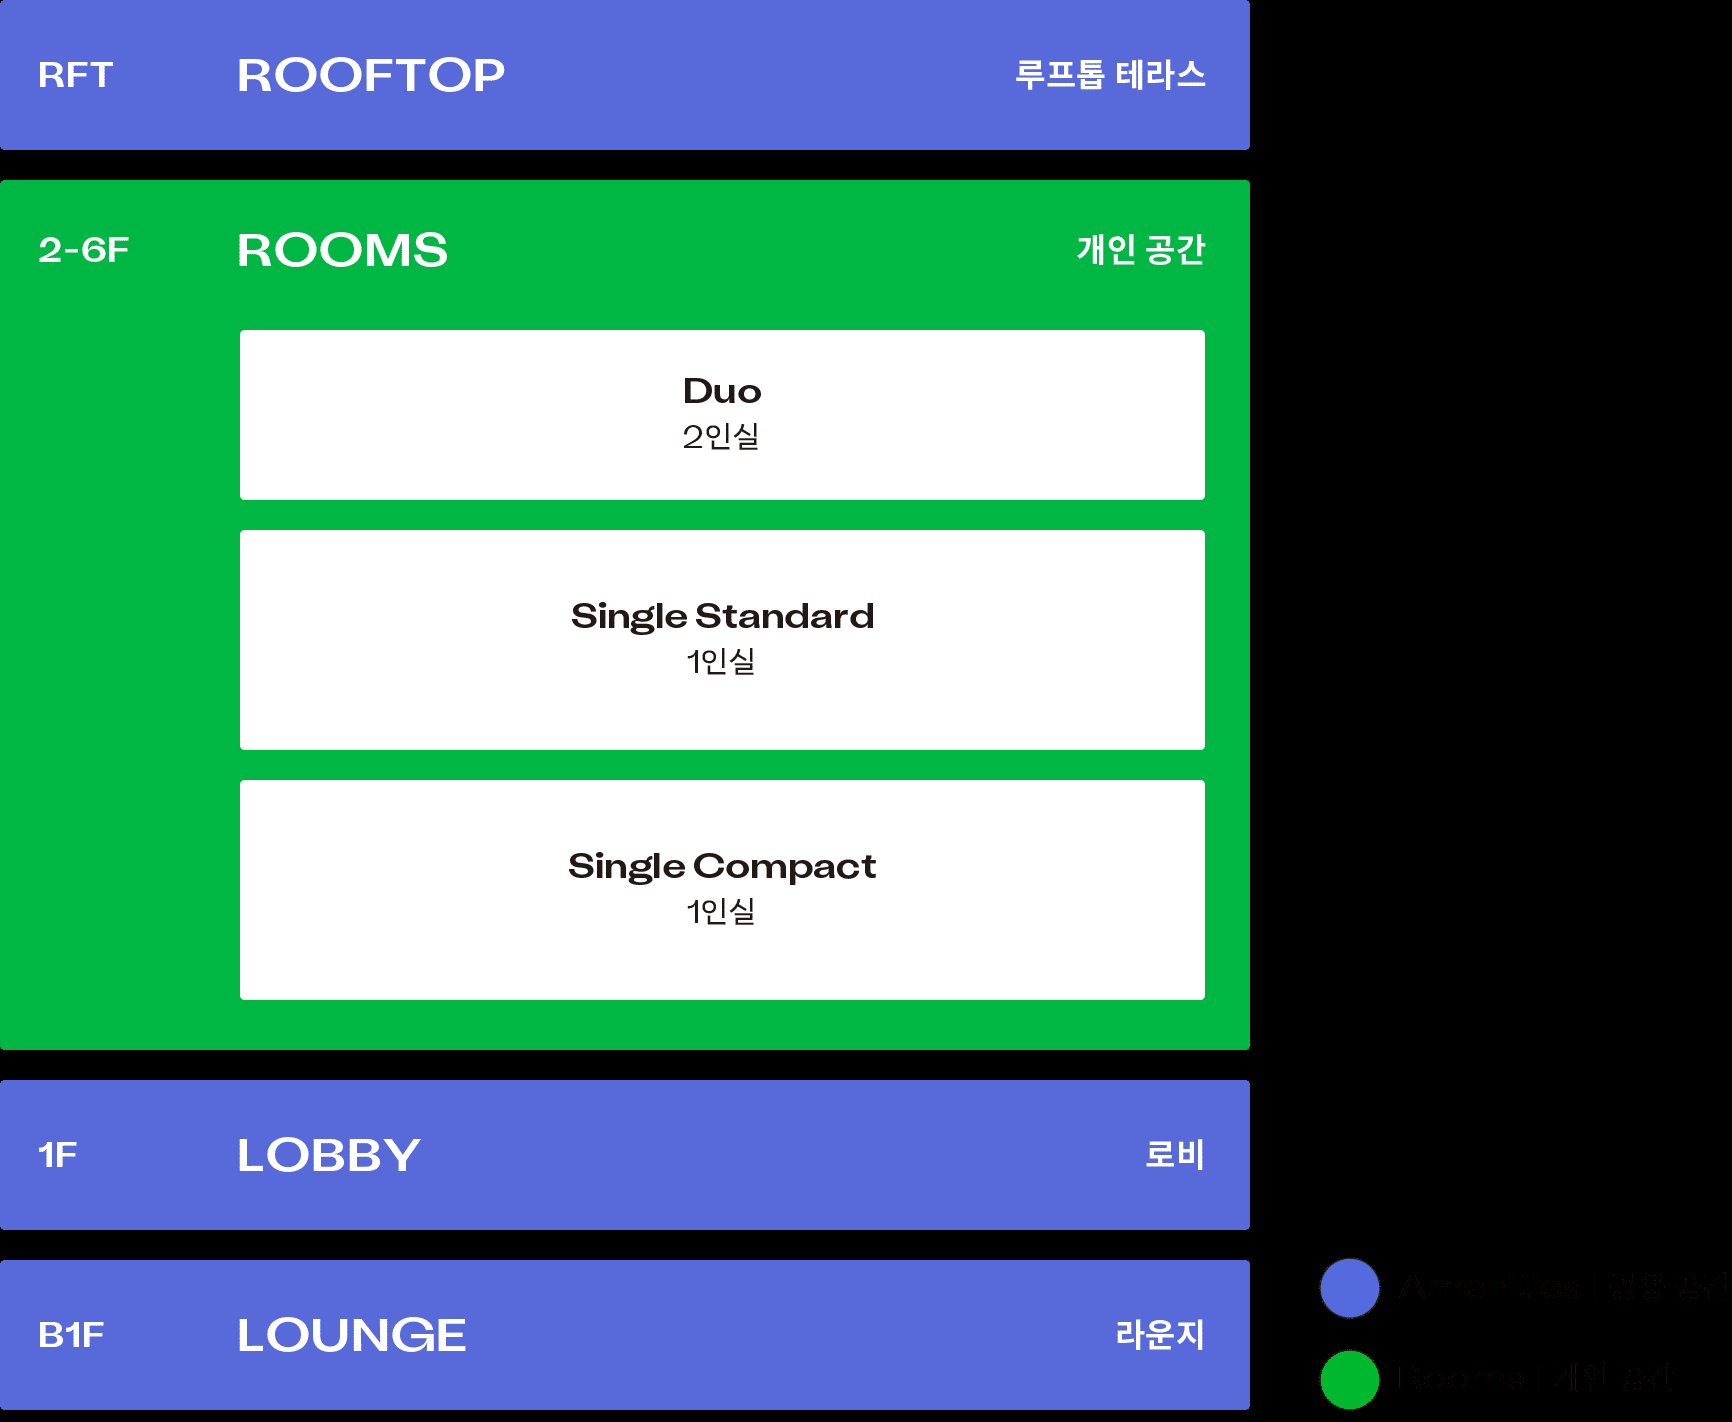 RFT ROOFTOP 루프톱 테라스
2-6F ROOMS 개인 공간
Duo
2인실
Single Standard
1인실
Single Compact
1인실
1F LOBBY 로비
B1F LOUNGE 라운지
Amenities | 공용 공간
Rooms | 개인 공간